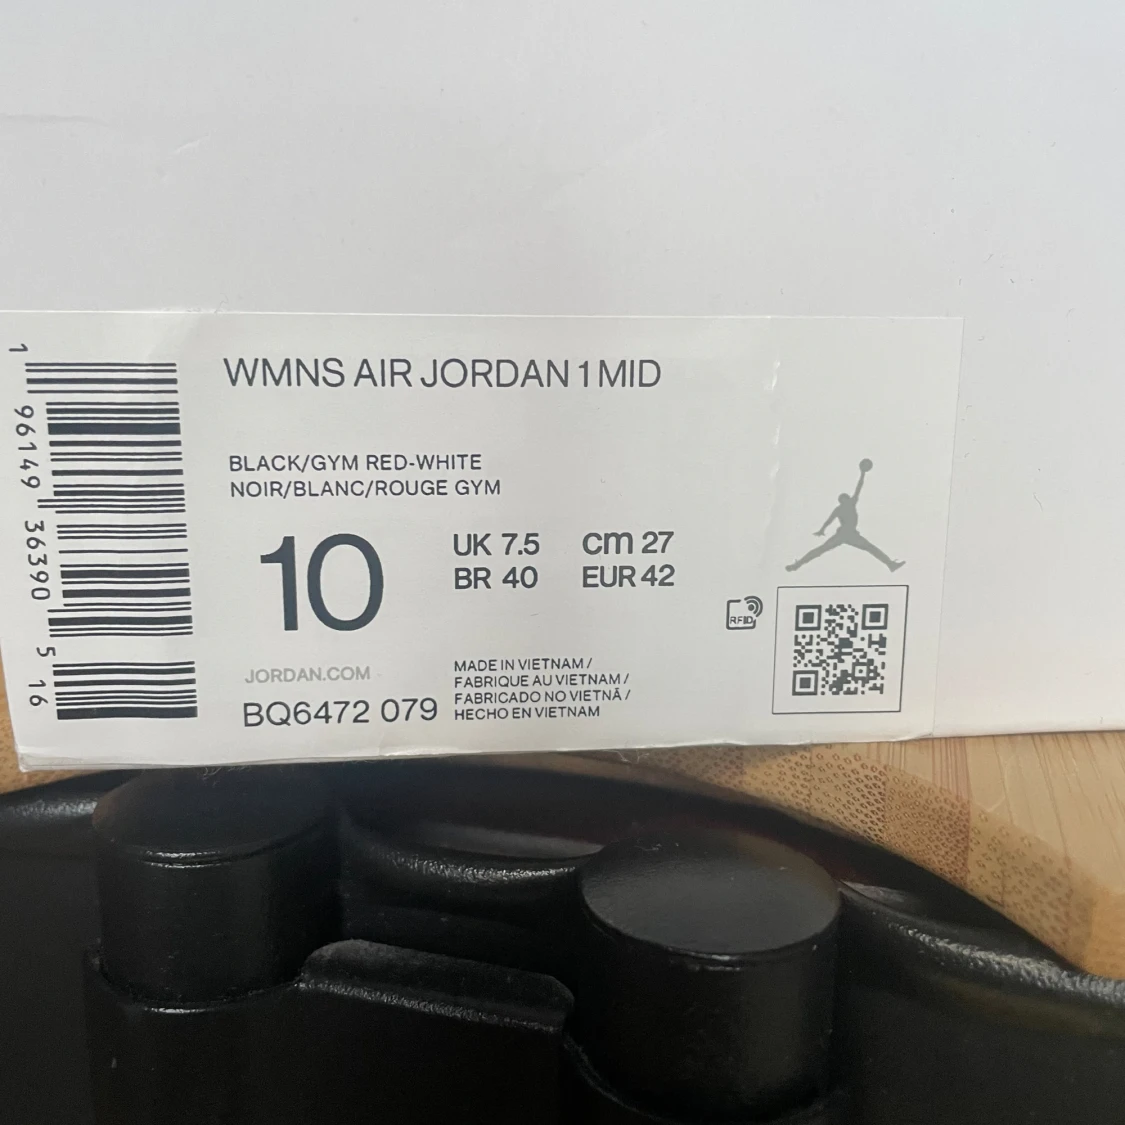 WMNS AIR JORDAN 1 MID
BLACK/GYM RED-WHITE
NOIR/BLANC/ROUGE GYM
10
UK 7.5 cm 27
BR 40 EUR 42
RFID
JORDAN.COM
BQ6472 079
MADE IN VIETNAM /
FABRIQUE AU VIETNAM /
FABRICADO NO VIETNÃ /
HECHO EN VIETNAM
1 96149 36390 5 16